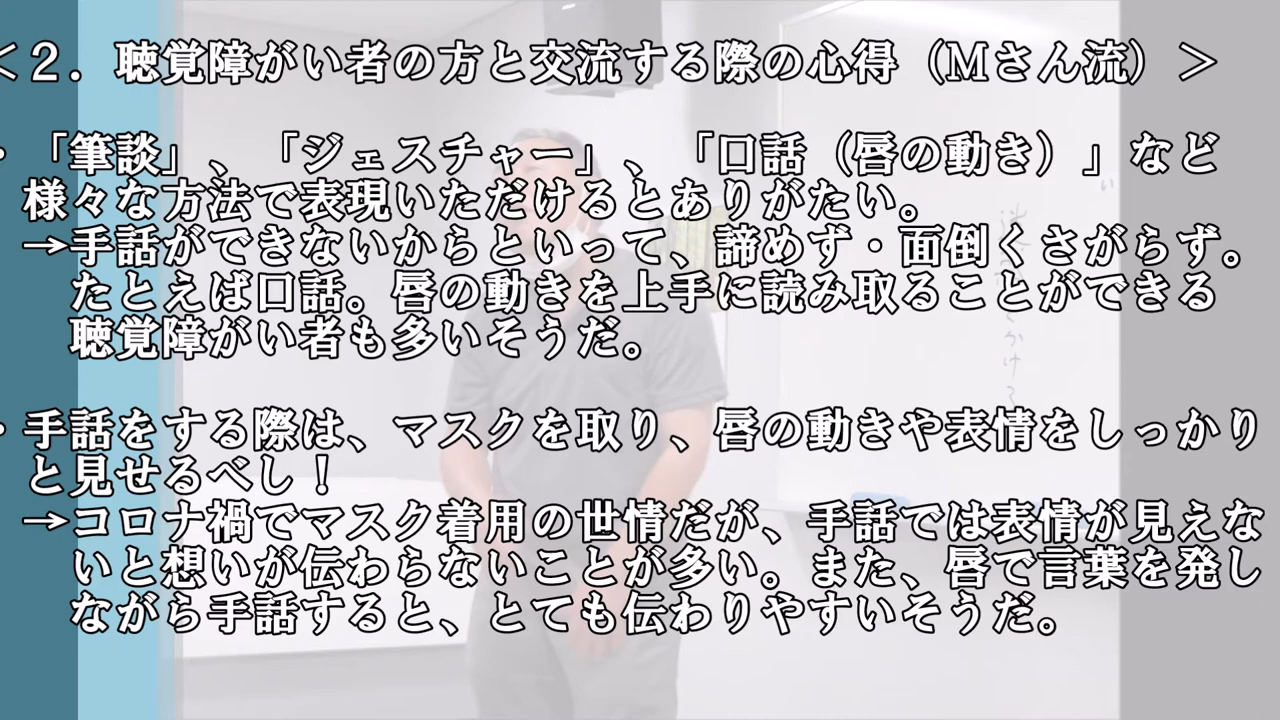 <2．聴覚障がい者の方と交流する際の心得（Mさん流）＞
・「筆談」、「ジェスチャー」、「口話（唇の動き）」など
様々な方法で表現いただけるとありがたい。
→手話ができないからといって、諦めず・面倒くさがらず。
たとえば口話。唇の動きを上手に読み取ることができる
聴覚障がい者も多いそうだ。
・手話をする際は、マスクを取り、唇の動きや表情をしっかり
と見せるべし！
→コロナ禍でマスク着用の世情だが、手話では表情が見えな
いと想いが伝わらないことが多い。また、唇で言葉を発し
ながら手話すると、とても伝わりやすいそうだ。